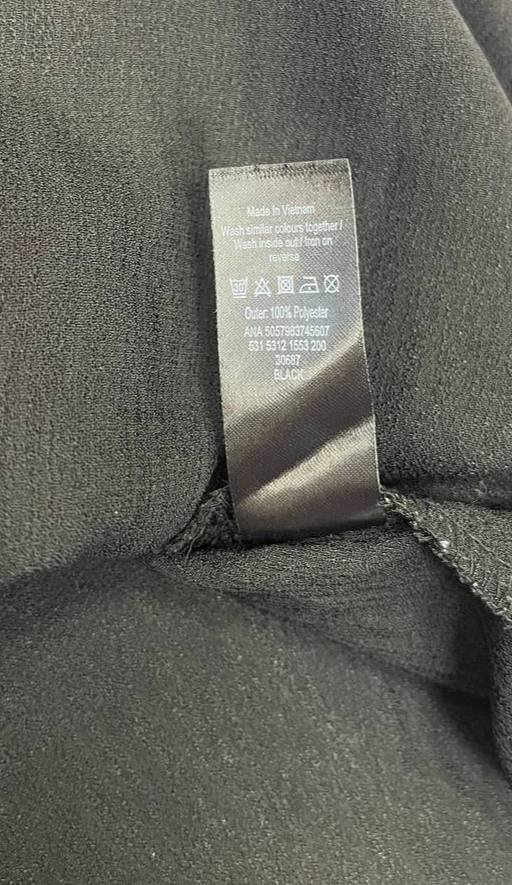 Made In Vietnam
Wash similar colours together /
Wash inside out / Iron on
reverse
30
Outer: 100% Polyester
ANA 5057983745607
531 5312 1553 200
30687
BLACK